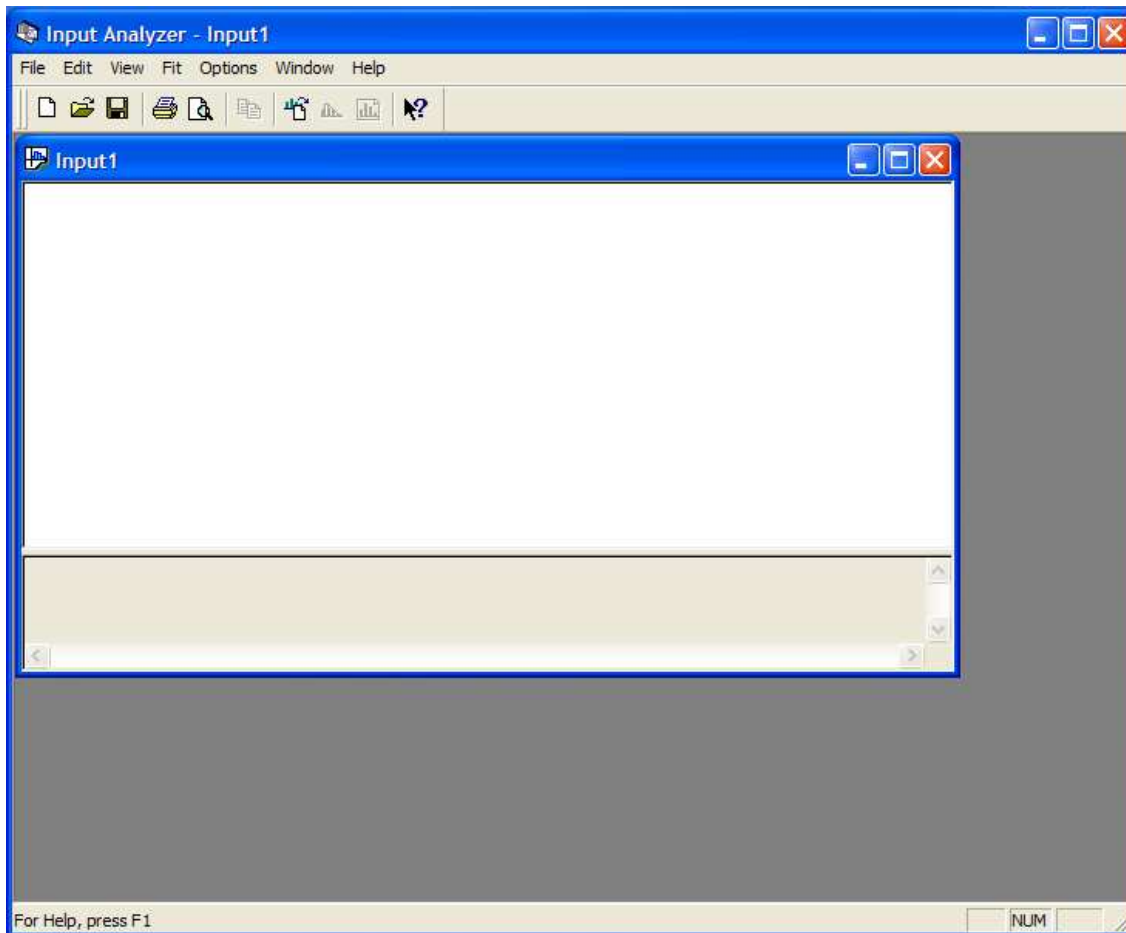 Input Analyzer - Input1
File Edit View Fit Options Window Help
Input1
For Help, press F1
NUM